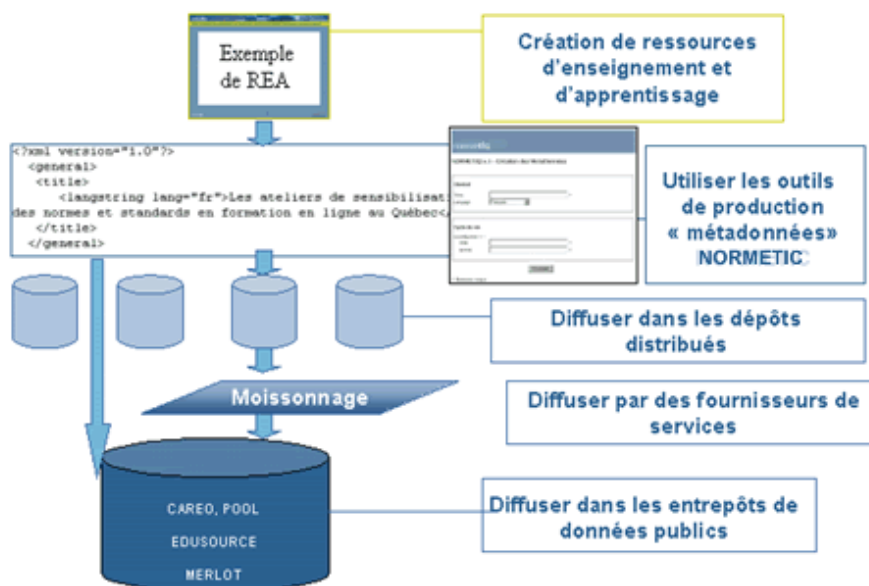 Exemple
de REA
Création de ressources
d'enseignement et
d'apprentissage
<?xml version="1.0"?>
<general>
<title>
<langstring lang="fr">Les ateliers de sensibilisati
des normes et standards en formation en ligne au Québec</
</title>
</general>
Utiliser les outils
de production
« métadonnées»
NORMETIC
Diffuser dans les dépôts
distribués
Moissonnage
Diffuser par des fournisseurs de
services
CAREO, POOL
EDUSOURCE
MERLOT
Diffuser dans les entrepôts de
données publics